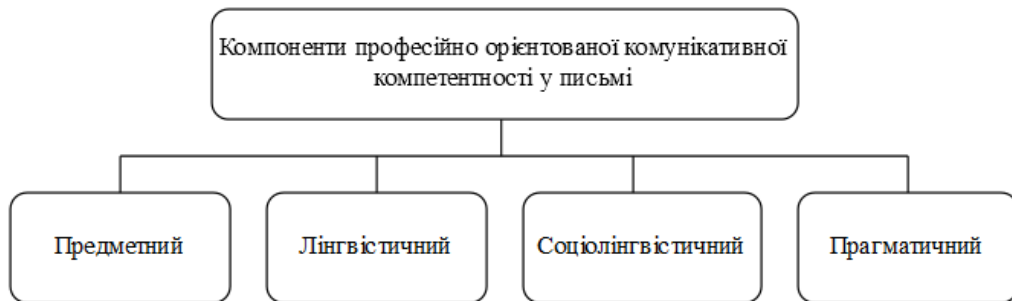 Компоненти професійно орієнтованої комунікативної
компетентності у письмі
Предметний
Лінгвістичний
Соціолінгвістичний
Прагматичний